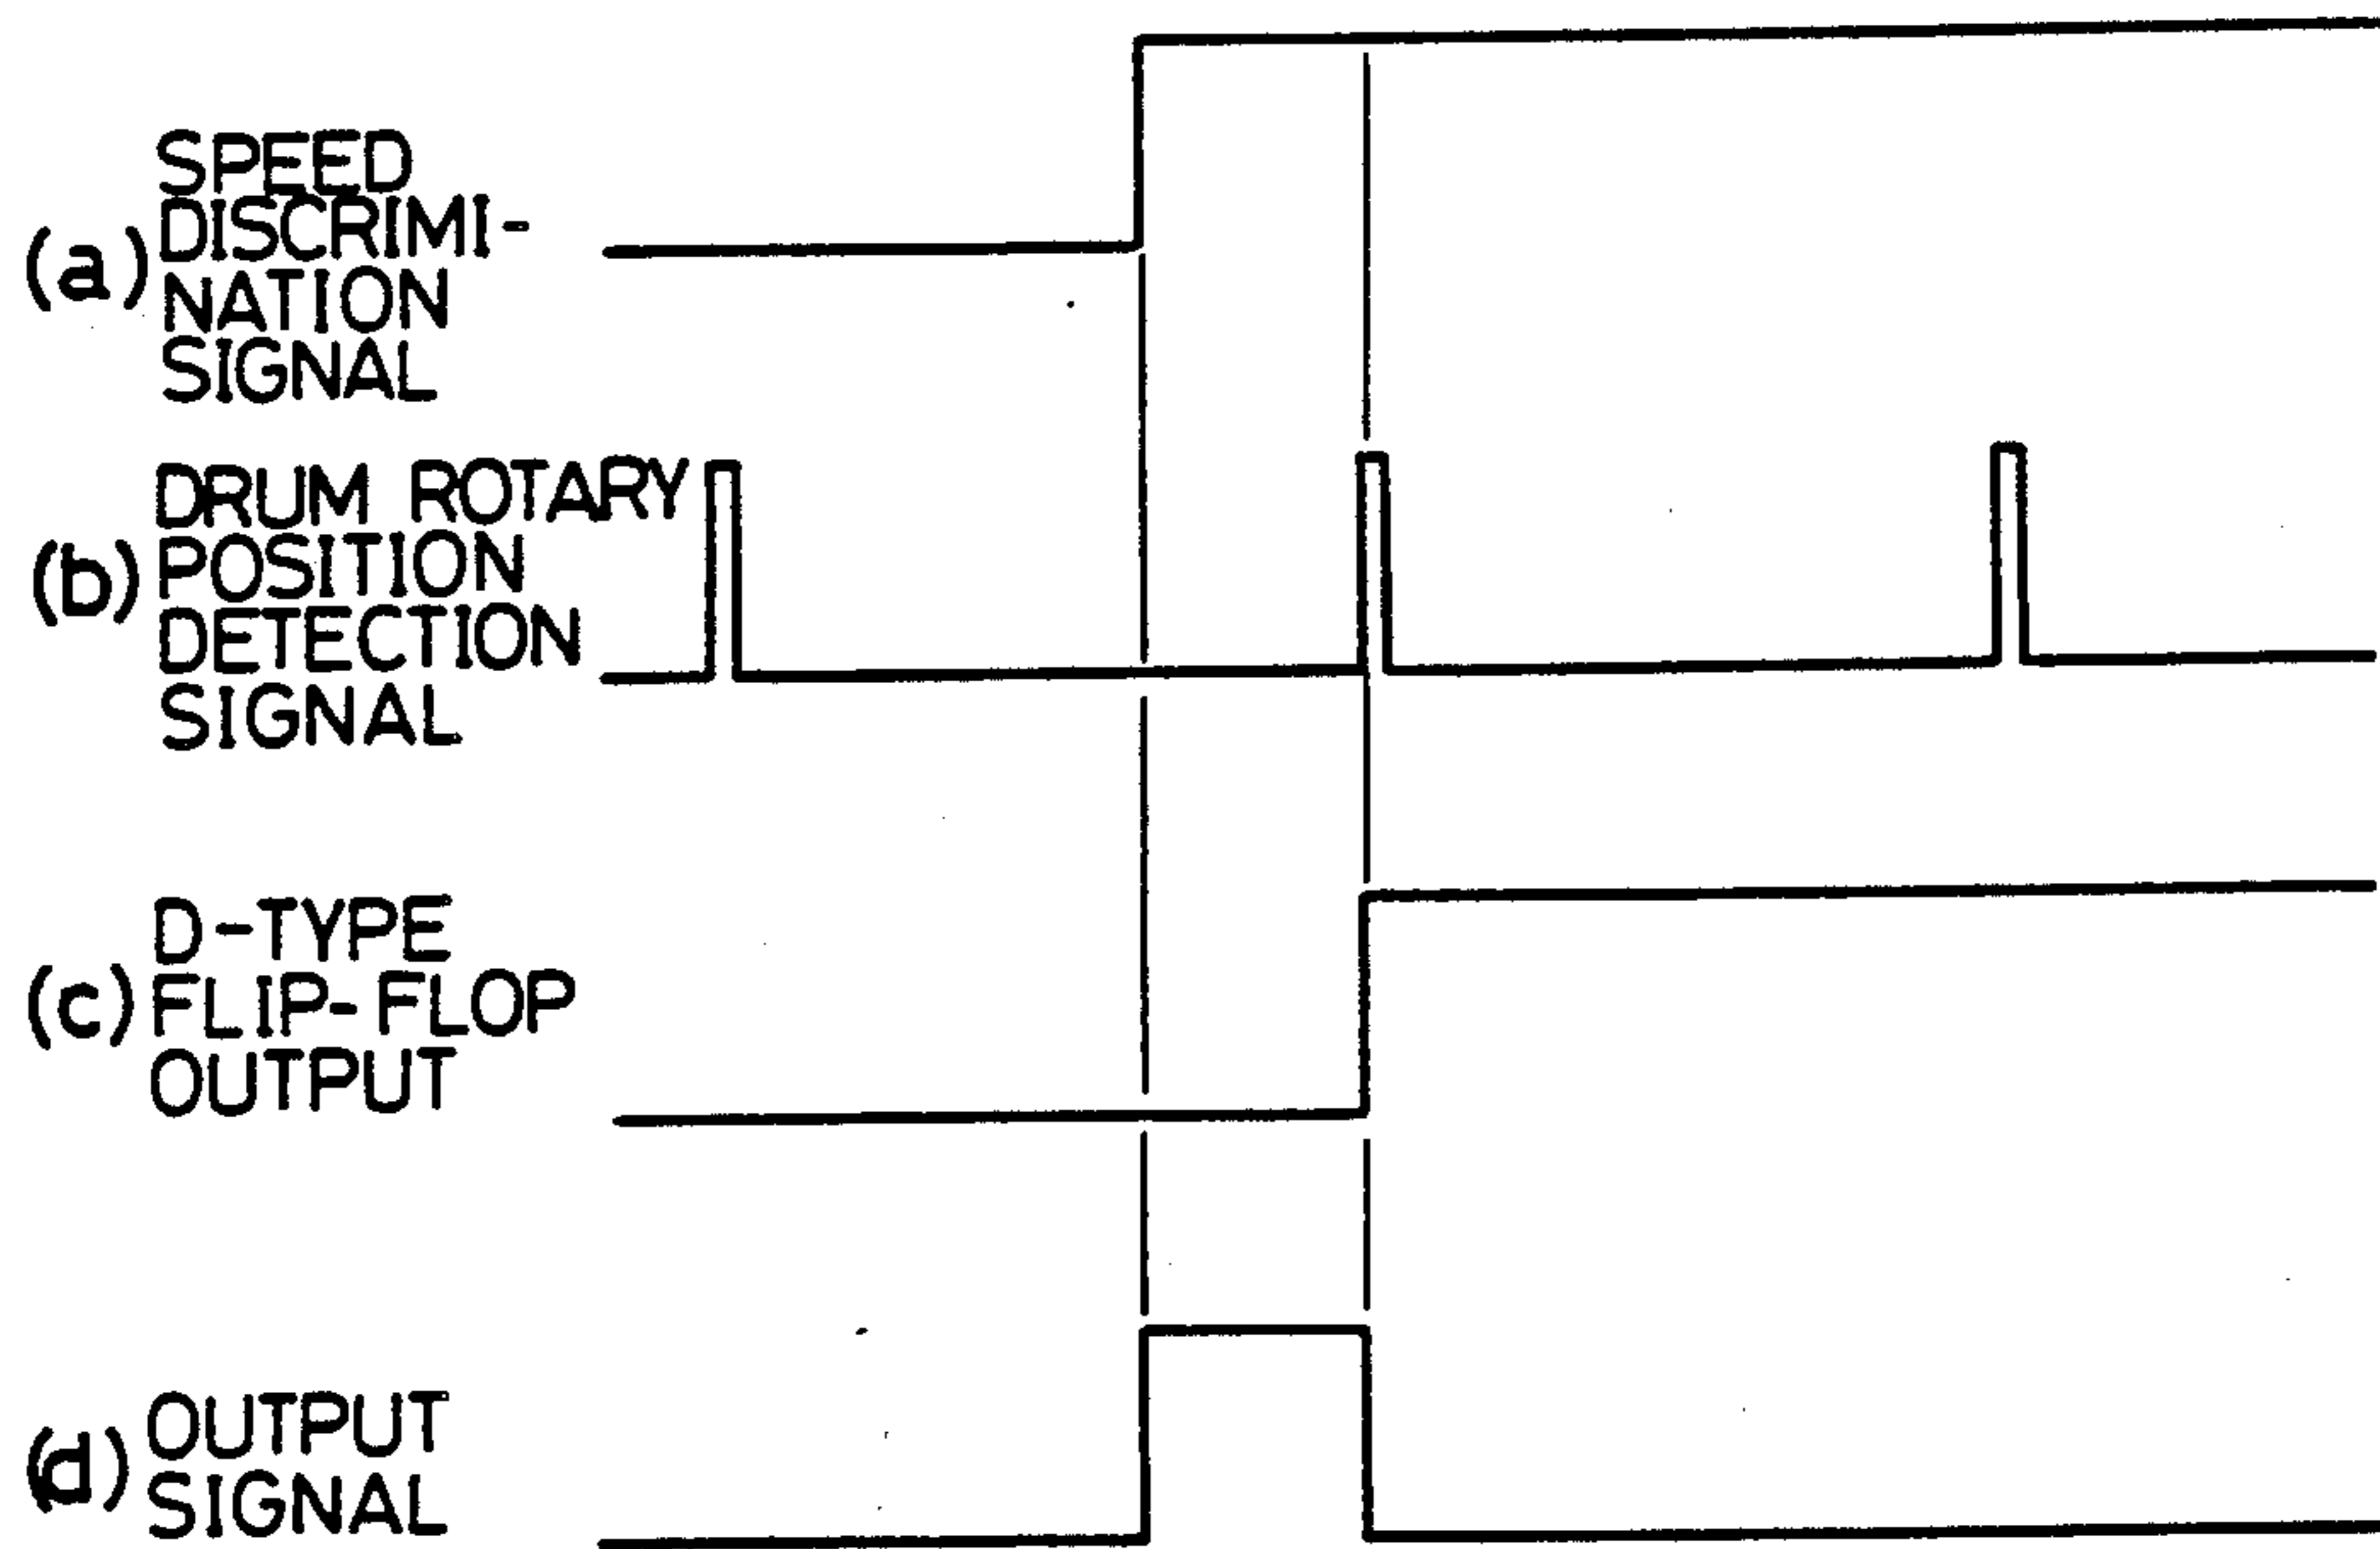 (a) SPEED
DISCRIMI-
NATION
SIGNAL
(b) DRUM ROTARY
POSITION
DETECTION
SIGNAL
(c) D-TYPE
FLIP-FLOP
OUTPUT
(d) OUTPUT
SIGNAL